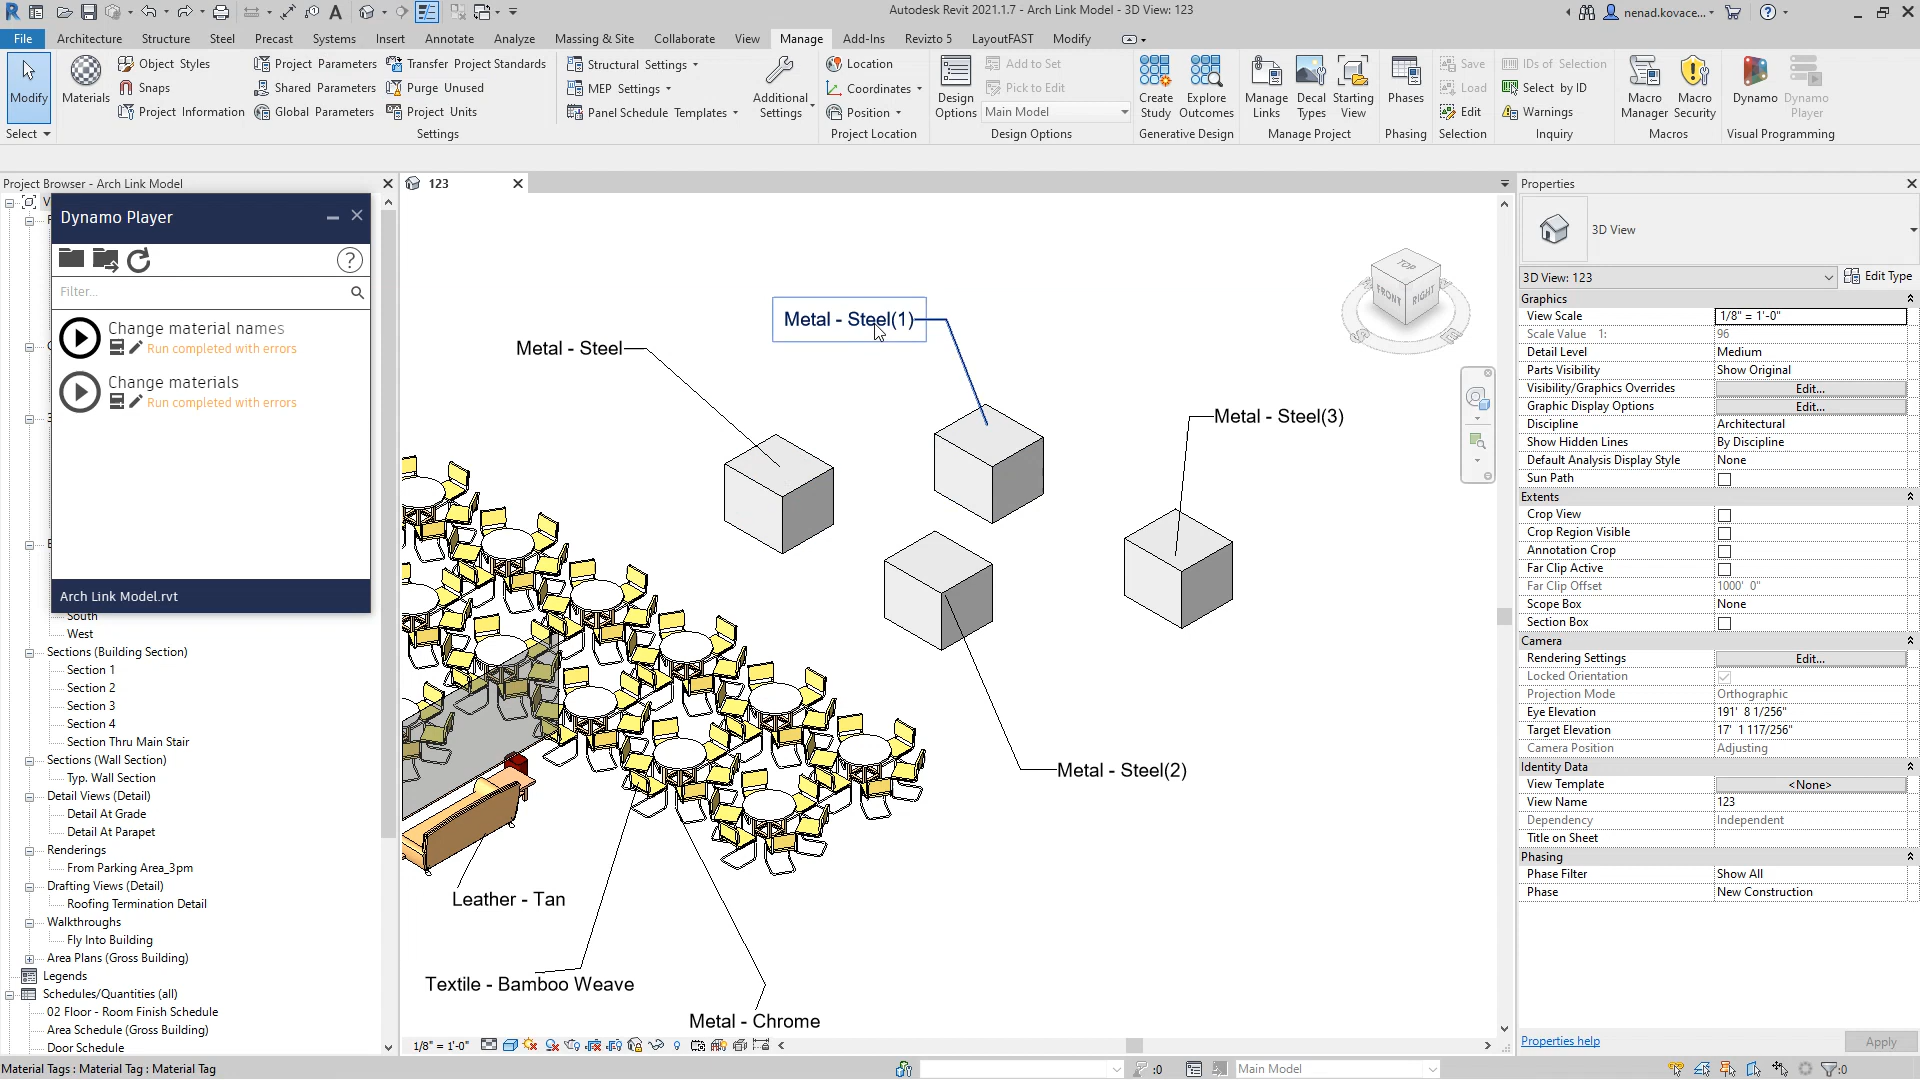 Autodesk Revit 2021.1.7 - Arch Link Model - 3D View: 123
nenad.kovace...
File Architecture Structure Steel Precast Systems Insert Annotate Analyze Massing & Site Collaborate View Manage Add-Ins Revizto 5 LayoutFAST Modify
Modify
Select
Materials
Object Styles
Snaps
Project Information
Project Parameters
Shared Parameters
Global Parameters
Transfer Project Standards
Purge Unused
Project Units
Settings
Structural Settings
MEP Settings
Panel Schedule Templates
Additional Settings
Location
Coordinates
Position
Project Location
Design Options
Add to Set
Pick to Edit
Main Model
Design Options
Create Study
Explore Outcomes
Generative Design
Manage Links
Decal Types
Starting View
Manage Project
Phases
Phasing
Save
Load
Edit
Selection
IDs of Selection
Select by ID
Warnings
Inquiry
Macro Manager
Macro Security
Macros
Dynamo
Dynamo Player
Visual Programming
Project Browser - Arch Link Model
Dynamo Player
Filter...
Change material names
Run completed with errors
Change materials
Run completed with errors
Arch Link Model.rvt
South
West
Sections (Building Section)
Section 1
Section 2
Section 3
Section 4
Section Thru Main Stair
Sections (Wall Section)
Typ. Wall Section
Detail Views (Detail)
Detail At Grade
Detail At Parapet
Renderings
From Parking Area_3pm
Drafting Views (Detail)
Roofing Termination Detail
Walkthroughs
Fly Into Building
Area Plans (Gross Building)
Legends
Schedules/Quantities (all)
02 Floor - Room Finish Schedule
Area Schedule (Gross Building)
Door Schedule
123
Metal - Steel(1)
Metal - Steel
Metal - Steel(3)
Metal - Steel(2)
Leather - Tan
Textile - Bamboo Weave
Metal - Chrome
TOP
FRONT
RIGHT
1/8" = 1'-0"
Properties
3D View
3D View: 123
Edit Type
Graphics
View Scale 1/8" = 1'-0"
Scale Value 1: 96
Detail Level Medium
Parts Visibility Show Original
Visibility/Graphics Overrides Edit...
Graphic Display Options Edit...
Discipline Architectural
Show Hidden Lines By Discipline
Default Analysis Display Style None
Sun Path
Extents
Crop View
Crop Region Visible
Annotation Crop
Far Clip Active
Far Clip Offset 1000' 0"
Scope Box None
Section Box
Camera
Rendering Settings Edit...
Locked Orientation
Projection Mode Orthographic
Eye Elevation 191' 8 1/256"
Target Elevation 17' 1 117/256"
Camera Position Adjusting
Identity Data
View Template <None>
View Name 123
Dependency Independent
Title on Sheet
Phasing
Phase Filter Show All
Phase New Construction
Properties help
Apply
Material Tags : Material Tag : Material Tag
:0
Main Model
:0